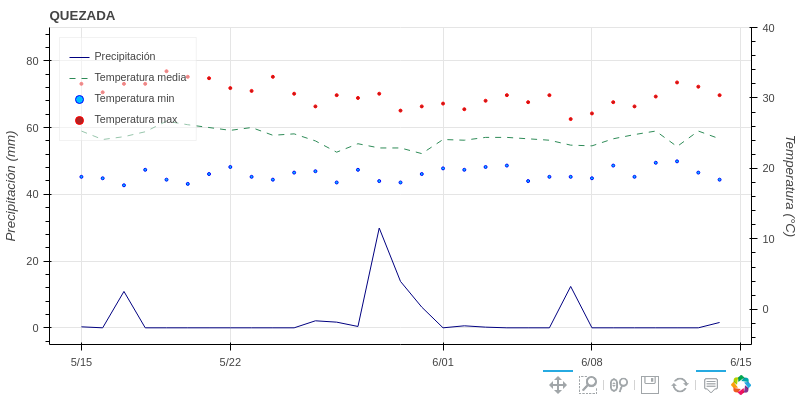 QUEZADA
Precipitación
Temperatura media
Temperatura min
Temperatura max
Precipitación (mm)
80
60
40
20
0
Temperatura (°C)
40
30
20
10
0
5/15
5/22
6/01
6/08
6/15